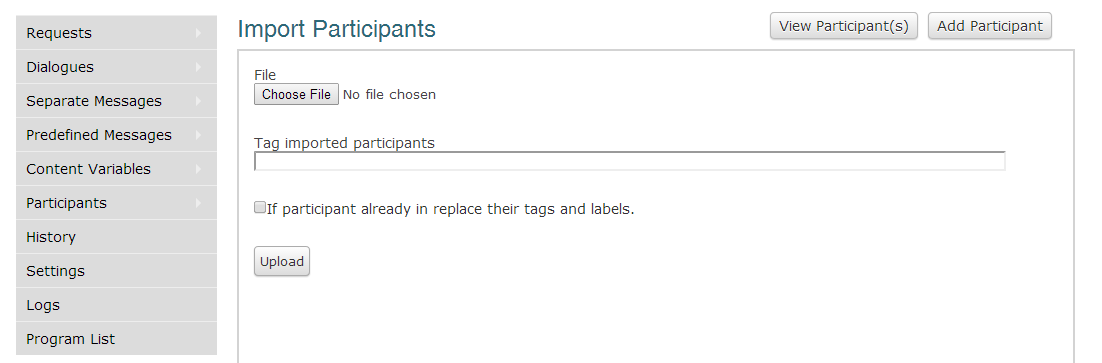 Requests
Dialogues
Separate Messages
Predefined Messages
Content Variables
Participants
History
Settings
Logs
Program List
Import Participants
View Participant(s) Add Participant
File
Choose File No file chosen
Tag imported participants
If participant already in replace their tags and labels.
Upload